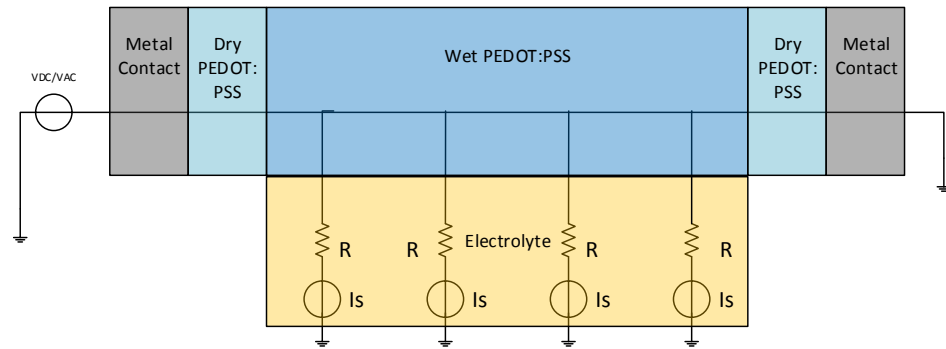 Metal
Contact
Dry
PEDOT:
PSS
Wet PEDOT:PSS
Dry
PEDOT:
PSS
Metal
Contact
VDC/VAC
R
R
Electrolyte
R
R
Is
Is
Is
Is